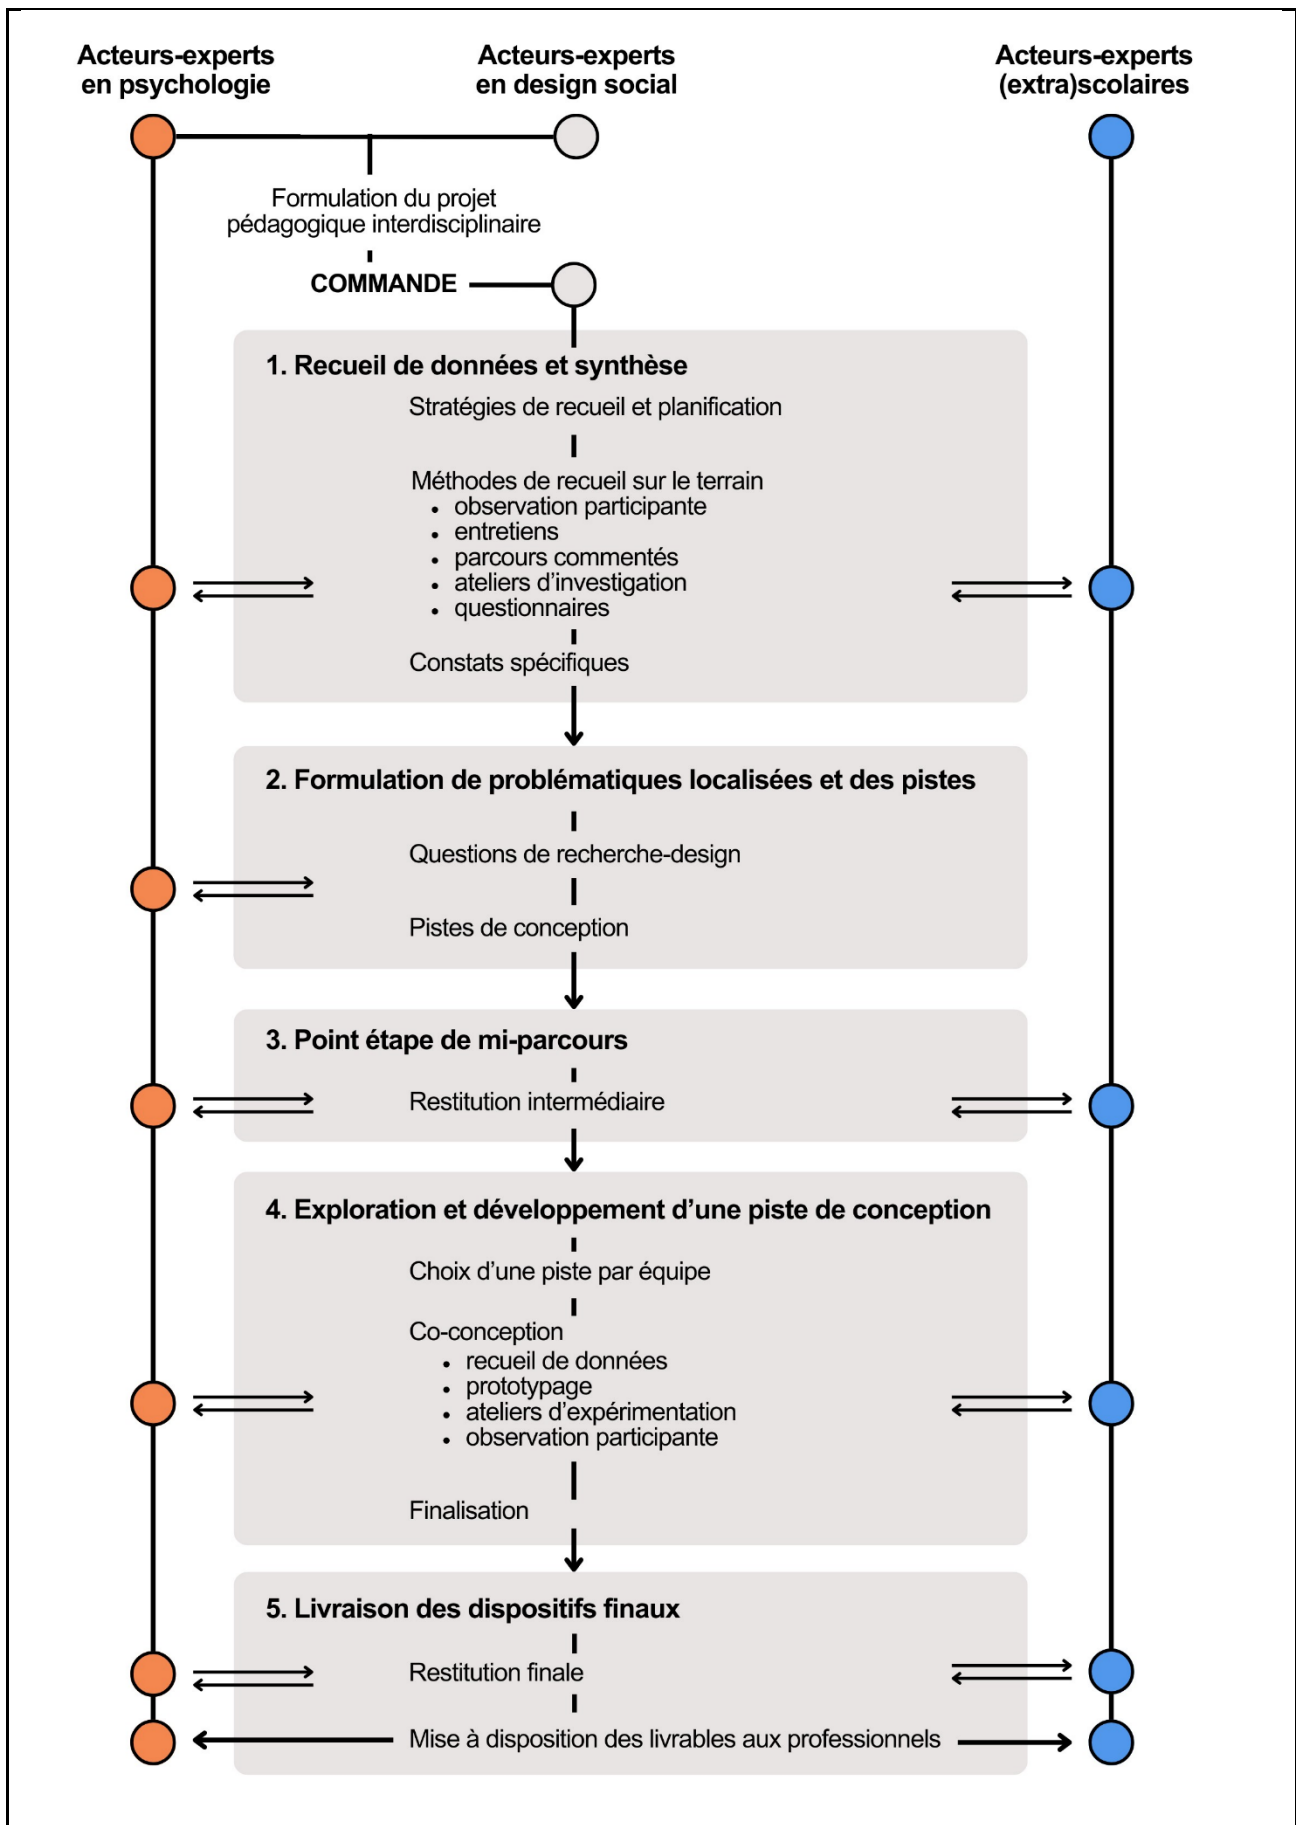 Acteurs-experts
en psychologie
Acteurs-experts
en design social
Acteurs-experts
(extra)scolaires
Formulation du projet
pédagogique interdisciplinaire
COMMANDE
1. Recueil de données et synthèse
Stratégies de recueil et planification
Méthodes de recueil sur le terrain
• observation participante
• entretiens
• parcours commentés
• ateliers d’investigation
• questionnaires
Constats spécifiques
2. Formulation de problématiques localisées et des pistes
Questions de recherche-design
Pistes de conception
3. Point étape de mi-parcours
Restitution intermédiaire
4. Exploration et développement d’une piste de conception
Choix d’une piste par équipe
Co-conception
• recueil de données
• prototypage
• ateliers d’expérimentation
• observation participante
Finalisation
5. Livraison des dispositifs finaux
Restitution finale
Mise à disposition des livrables aux professionnels